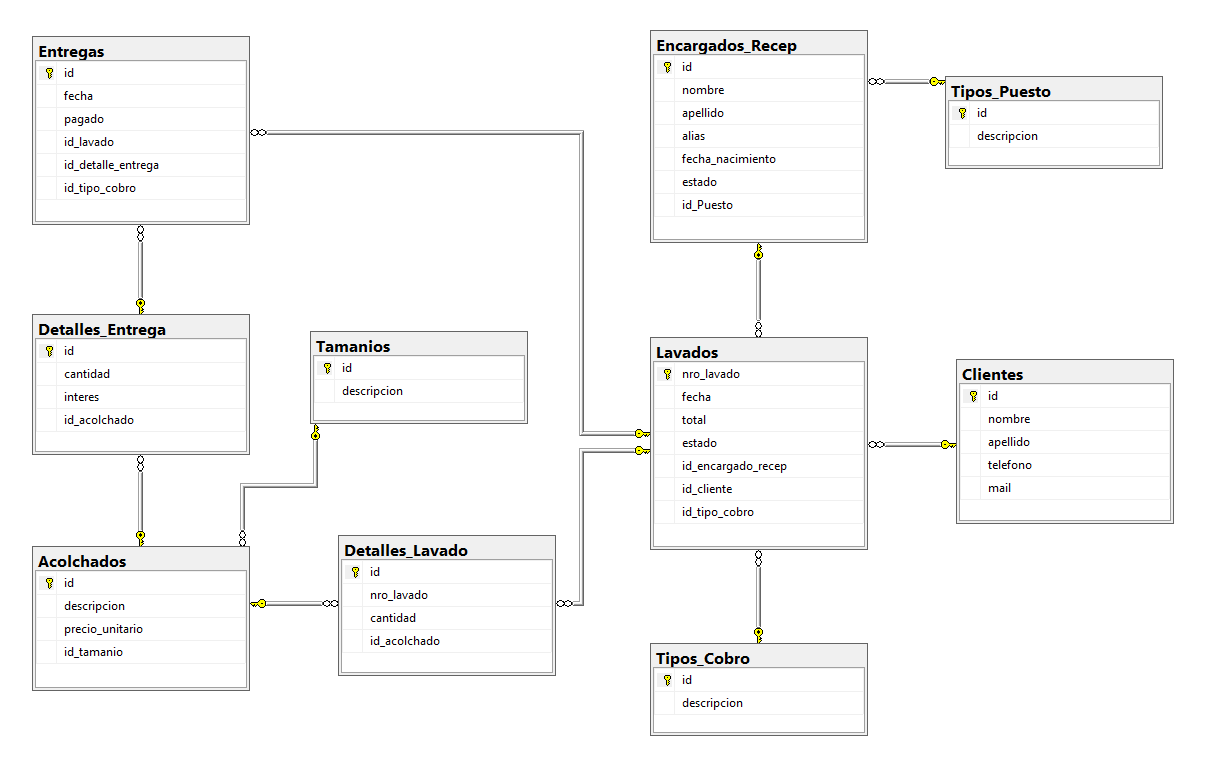 Entregas
id
fecha
pagado
id_lavado
id_detalle_entrega
id_tipo_cobro
Encargados_Recep
id
nombre
apellido
alias
fecha_nacimiento
estado
id_Puesto
Tipos_Puesto
id
descripcion
Detalles_Entrega
id
cantidad
interes
id_acolchado
Tamanios
id
descripcion
Lavados
nro_lavado
fecha
total
estado
id_encargado_recep
id_cliente
id_tipo_cobro
Clientes
id
nombre
apellido
telefono
mail
Acolchados
id
descripcion
precio_unitario
id_tamanio
Detalles_Lavado
id
nro_lavado
cantidad
id_acolchado
Tipos_Cobro
id
descripcion